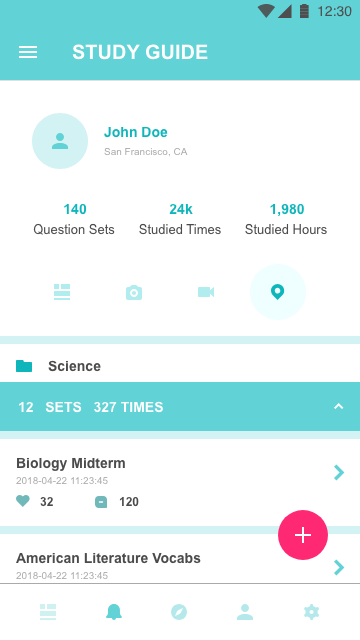 12:30
STUDY GUIDE
John Doe
San Francisco, CA
140 24k 1,980
Question Sets Studied Times Studied Hours
Science
12 SETS 327 TIMES
Biology Midterm
2018-04-22 11:23:45
32 120
American Literature Vocabs
2018-04-22 11:23:45